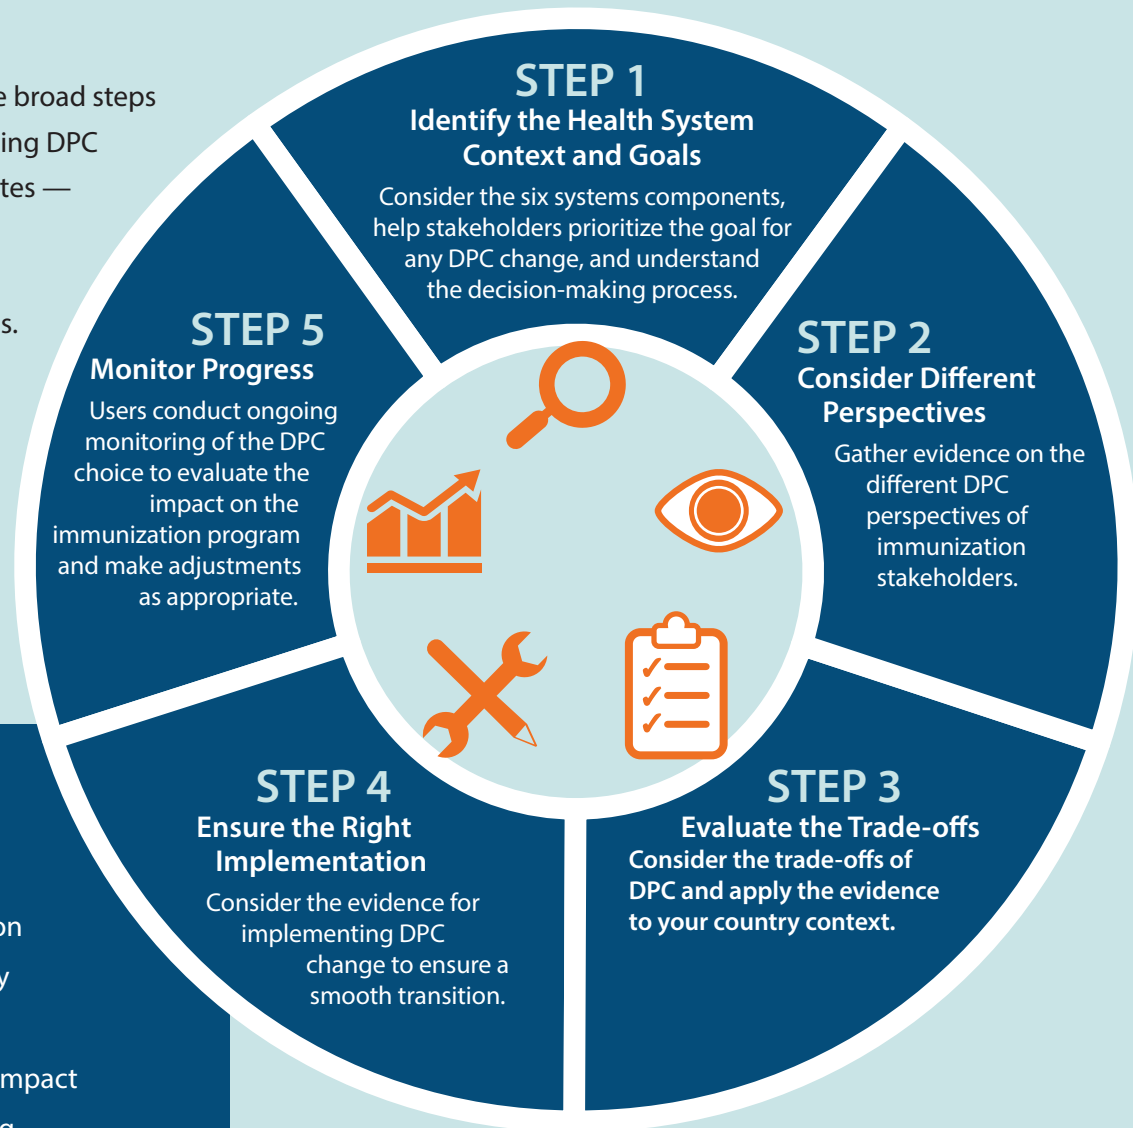 e broad steps
ing DPC
tes —
s.
STEP 1
Identify the Health System
Context and Goals
Consider the six systems components,
help stakeholders prioritize the goal for
any DPC change, and understand
the decision-making process.
STEP 2
Consider Different
Perspectives
Gather evidence on the
different DPC
perspectives of
immunization
stakeholders.
STEP 3
Evaluate the Trade-offs
Consider the trade-offs of
DPC and apply the evidence
to your country context.
STEP 4
Ensure the Right
Implementation
Consider the evidence for
implementing DPC
change to ensure a
smooth transition.
STEP 5
Monitor Progress
Users conduct ongoing
monitoring of the DPC
choice to evaluate the
impact on the
immunization program
and make adjustments
as appropriate.
on
y
mpact